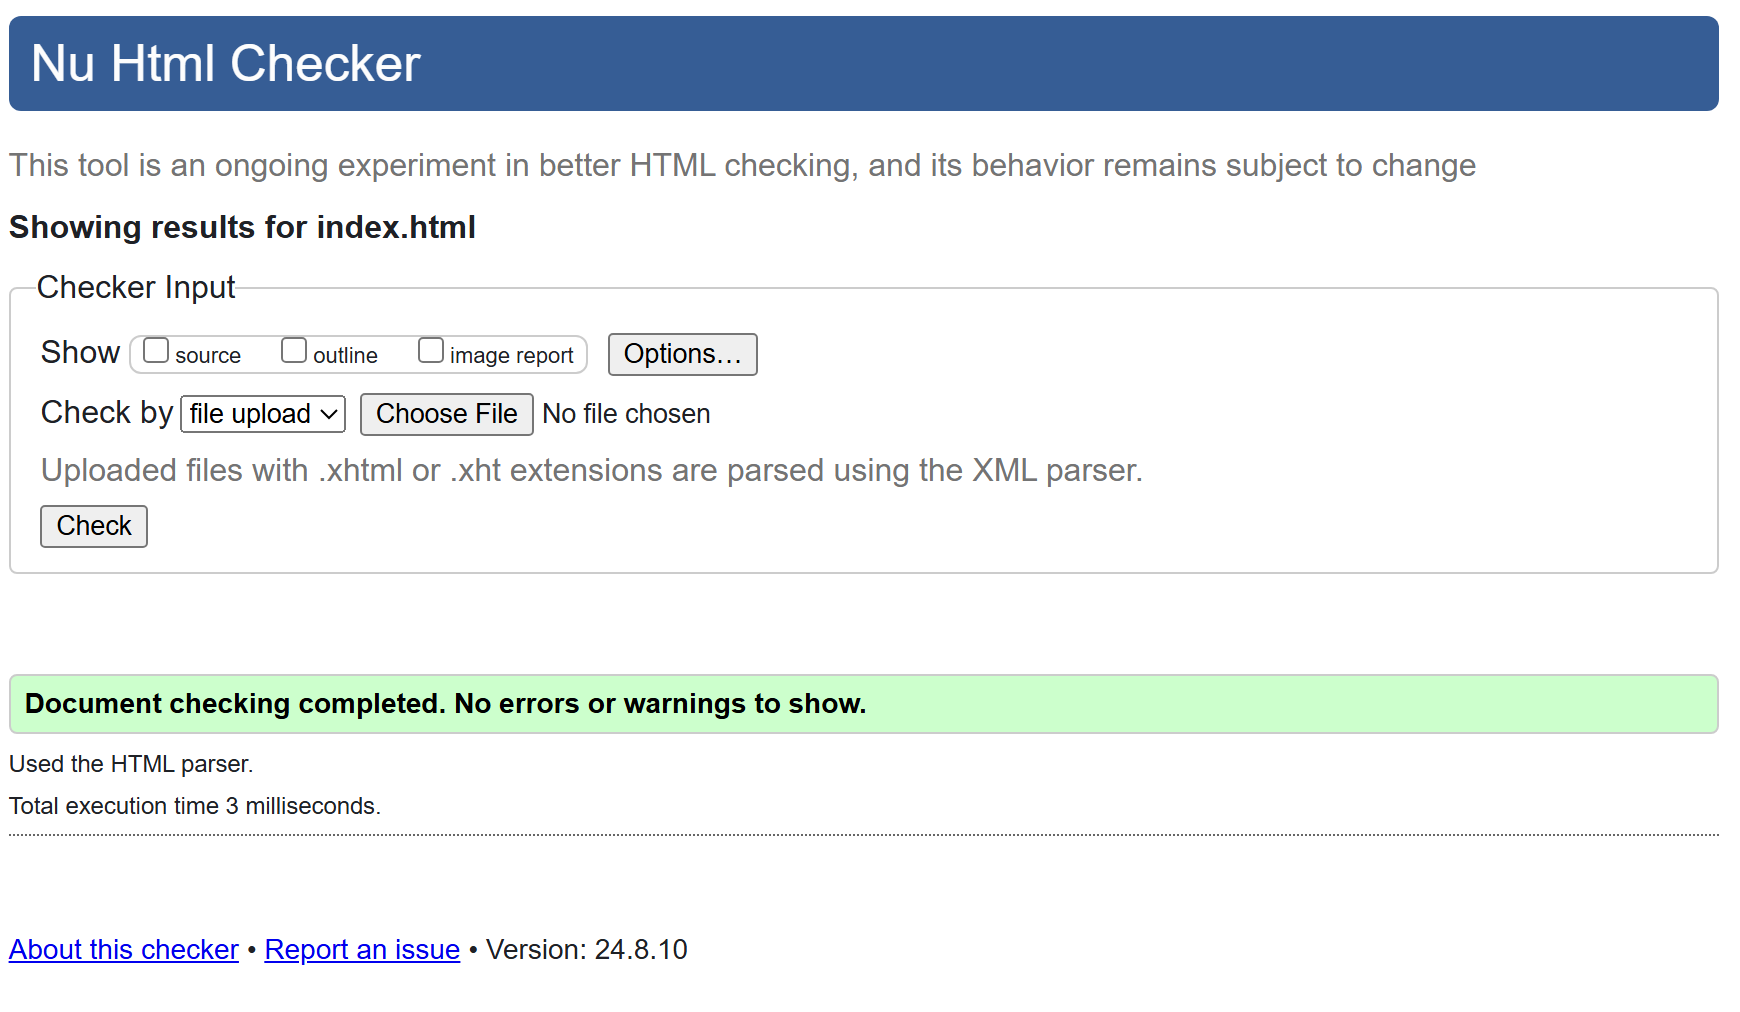 Nu Html Checker
This tool is an ongoing experiment in better HTML checking, and its behavior remains subject to change
Showing results for index.html
Checker Input
Show source outline image report Options...
Check by file upload Choose File No file chosen
Uploaded files with .xhtml or .xht extensions are parsed using the XML parser.
Check
Document checking completed. No errors or warnings to show.
Used the HTML parser.
Total execution time 3 milliseconds.
About this checker • Report an issue • Version: 24.8.10